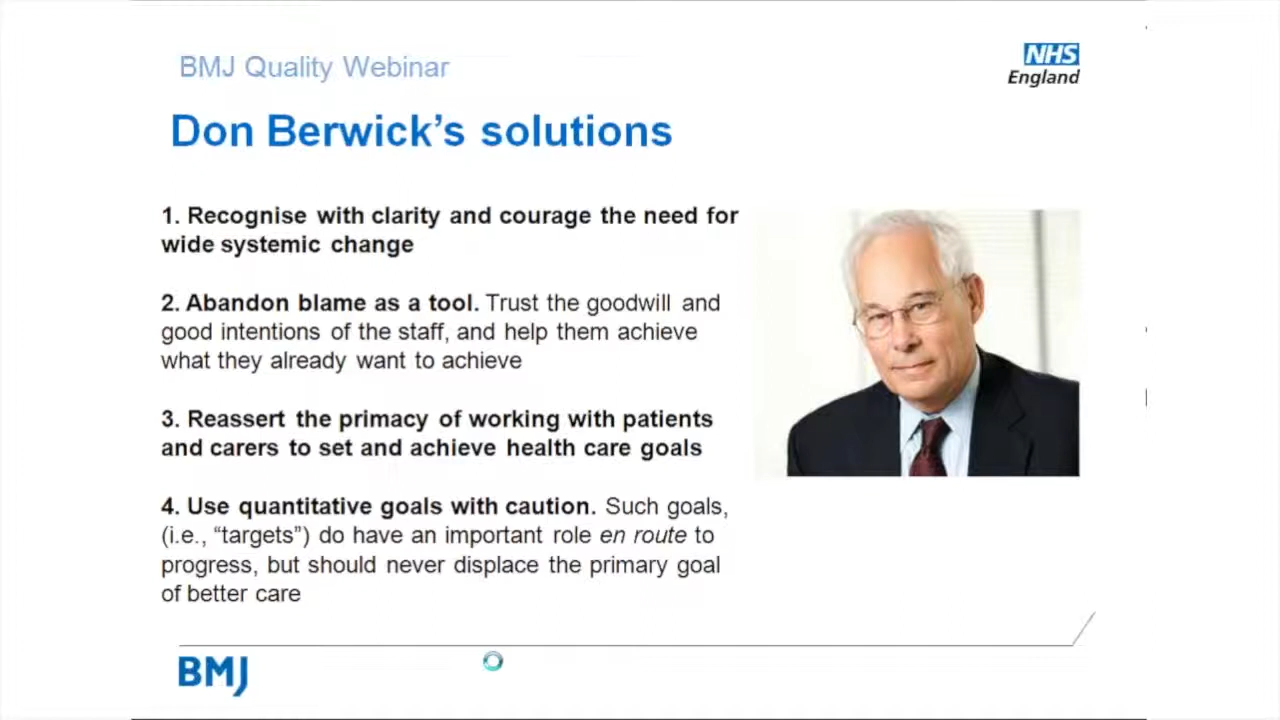 BMJ Quality Webinar
NHS
England
Don Berwick’s solutions
1. Recognise with clarity and courage the need for
wide systemic change
2. Abandon blame as a tool. Trust the goodwill and
good intentions of the staff, and help them achieve
what they already want to achieve
3. Reassert the primacy of working with patients
and carers to set and achieve health care goals
4. Use quantitative goals with caution. Such goals,
(i.e., “targets”) do have an important role en route to
progress, but should never displace the primary goal
of better care
BMJ